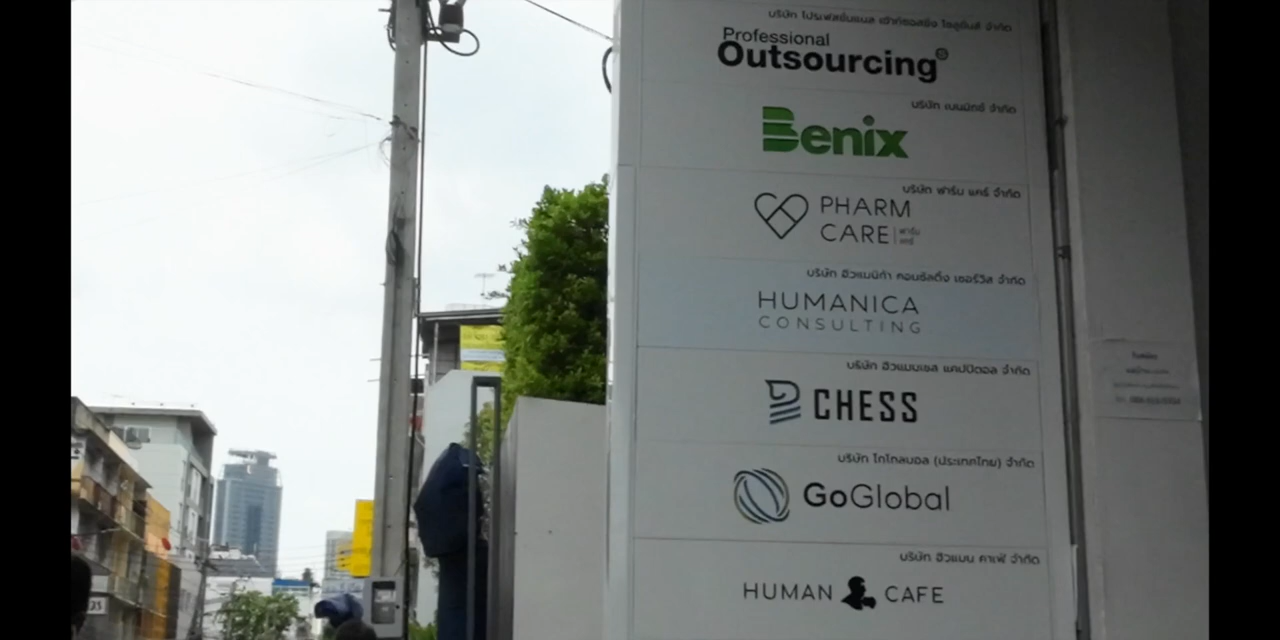 บริษัท โปรเฟสชั่นแนล เอ้าท์ซอสซิ่ง โซลูชั่นส์ จำกัด
Professional
Outsourcing®
บริษัท เบนนิกซ์ จำกัด
Benix
บริษัท ฟาร์ม แคร์ จำกัด
PHARM
CARE ฟาร์ม
แคร์
บริษัท ฮิวแมนิก้า คอนซัลติ้ง เซอร์วิส จำกัด
HUMANICA
CONSULTING
บริษัท ฮิวแมนเชส แคปปิตอล จำกัด
CHESS
บริษัท โกโกลบอล (ประเทศไทย) จำกัด
GoGlobal
บริษัท ฮิวแมน คาเฟ่ จำกัด
HUMAN CAFE